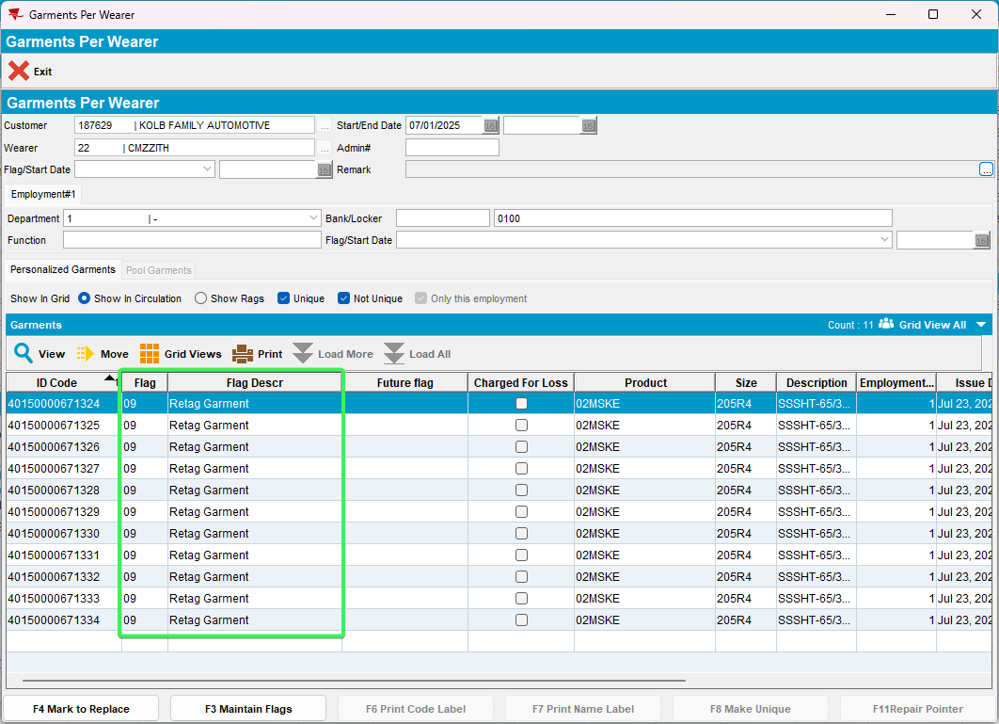 Garments Per Wearer
Garments Per Wearer
Exit
Garments Per Wearer
Customer 187629 | KOLB FAMILY AUTOMOTIVE ... Start/End Date 07/01/2025 16 16
Wearer 22 | CMZZITH ... Admin#
Flag/Start Date 16 Remark ...
Employment#1
Department 1 | - Bank/Locker 0100
Function Flag/Start Date 16
Personalized Garments Pool Garments
Show In Grid Show In Circulation Show Rags Unique Not Unique Only this employment
Garments Count : 11 Grid View All
View Move Grid Views Print Load More Load All
ID Code 1 Flag Flag Descr Future flag Charged For Loss Product Size Description Employment... Issue D
40150000671324 09 Retag Garment 02MSKE 205R4 SSSHT-65/3... 1 Jul 23, 202
40150000671325 09 Retag Garment 02MSKE 205R4 SSSHT-65/3... 1 Jul 23, 202
40150000671326 09 Retag Garment 02MSKE 205R4 SSSHT-65/3... 1 Jul 23, 202
40150000671327 09 Retag Garment 02MSKE 205R4 SSSHT-65/3... 1 Jul 23, 202
40150000671328 09 Retag Garment 02MSKE 205R4 SSSHT-65/3... 1 Jul 23, 202
40150000671329 09 Retag Garment 02MSKE 205R4 SSSHT-65/3... 1 Jul 23, 202
40150000671330 09 Retag Garment 02MSKE 205R4 SSSHT-65/3... 1 Jul 23, 202
40150000671331 09 Retag Garment 02MSKE 205R4 SSSHT-65/3... 1 Jul 23, 202
40150000671332 09 Retag Garment 02MSKE 205R4 SSSHT-65/3... 1 Jul 23, 202
40150000671333 09 Retag Garment 02MSKE 205R4 SSSHT-65/3... 1 Jul 23, 202
40150000671334 09 Retag Garment 02MSKE 205R4 SSSHT-65/3... 1 Jul 23, 202
F4 Mark to Replace F3 Maintain Flags F6 Print Code Label F7 Print Name Label F8 Make Unique F11Repair Pointer